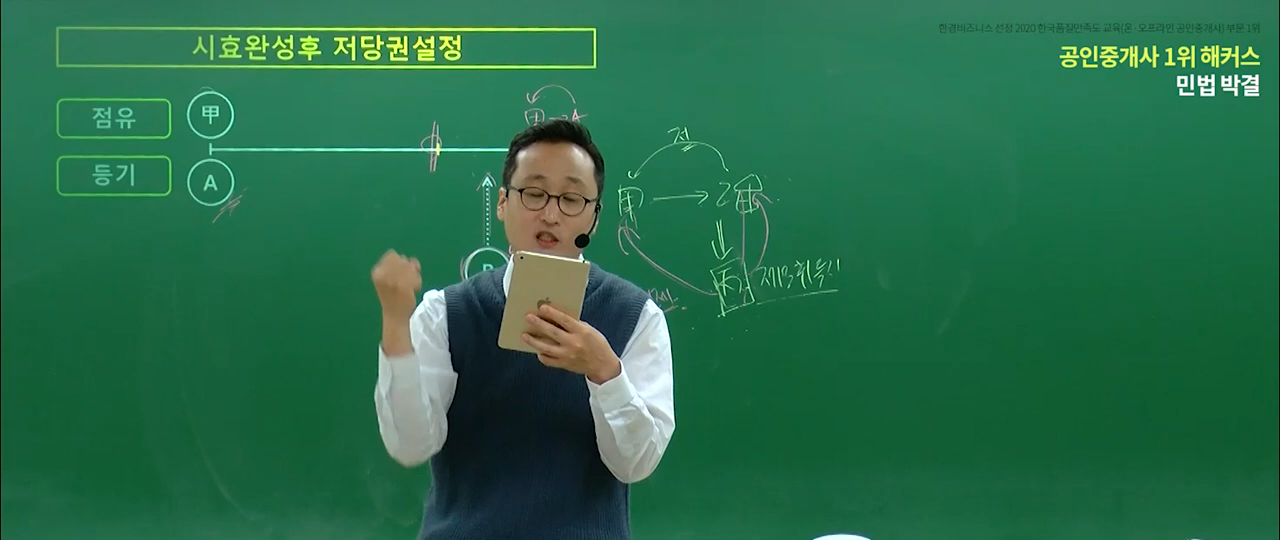 한경비즈니스 선정 2020 한국품질만족도 교육(온·오프라인 공인중개사) 부문 1위
공인중개사 1위 해커스
민법 박결
시효완성후 저당권설정
점유 甲
등기 A
甲 → A
B
전
甲 → 乙 甲
丙